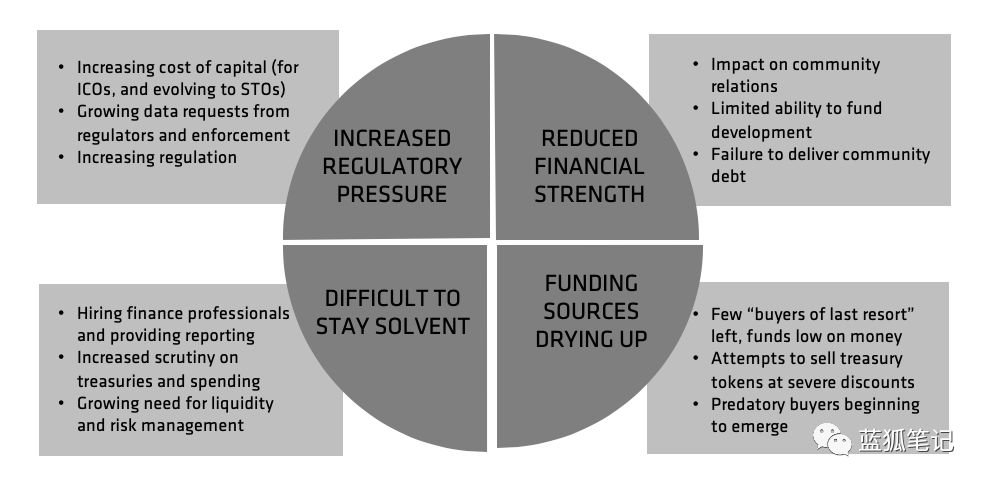 • Increasing cost of capital (for
ICOs, and evolving to STOs)
• Growing data requests from
regulators and enforcement
• Increasing regulation
INCREASED
REGULATORY
PRESSURE
REDUCED
FINANCIAL
STRENGTH
• Impact on community
relations
• Limited ability to fund
development
• Failure to deliver community
debt
• Hiring finance professionals
and providing reporting
• Increased scrutiny on
treasuries and spending
• Growing need for liquidity
and risk management
DIFFICULT TO
STAY SOLVENT
FUNDING
SOURCES
DRYING UP
• Few “buyers of last resort”
left, funds low on money
• Attempts to sell treasury
tokens at severe discounts
• Predatory buyers beginning
to emerge
蓝狐笔记